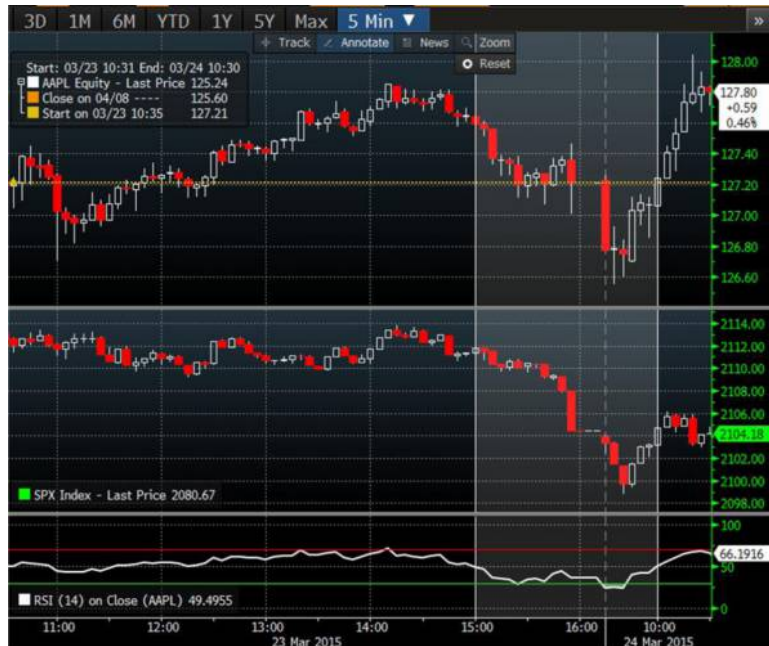 3D 1M 6M YTD 1Y 5Y Max 5 Min ▼ »
Track Annotate News Zoom
Reset
Start: 03/23 10:31 End: 03/24 10:30
AAPL Equity - Last Price 125.24
Close on 04/08 ---- 125.60
Start on 03/23 10:35 127.21
128.00
127.80
+0.59
0.46%
127.40
127.20
127.00
126.80
126.60
2114.00
2112.00
2110.00
2108.00
2106.00
2104.18
2102.00
2100.00
2098.00
SPX Index - Last Price 2080.67
100
66.1916
50
0
RSI (14) on Close (AAPL) 49.4955
11:00 12:00 13:00 14:00 15:00 16:00 10:00
23 Mar 2015 24 Mar 2015